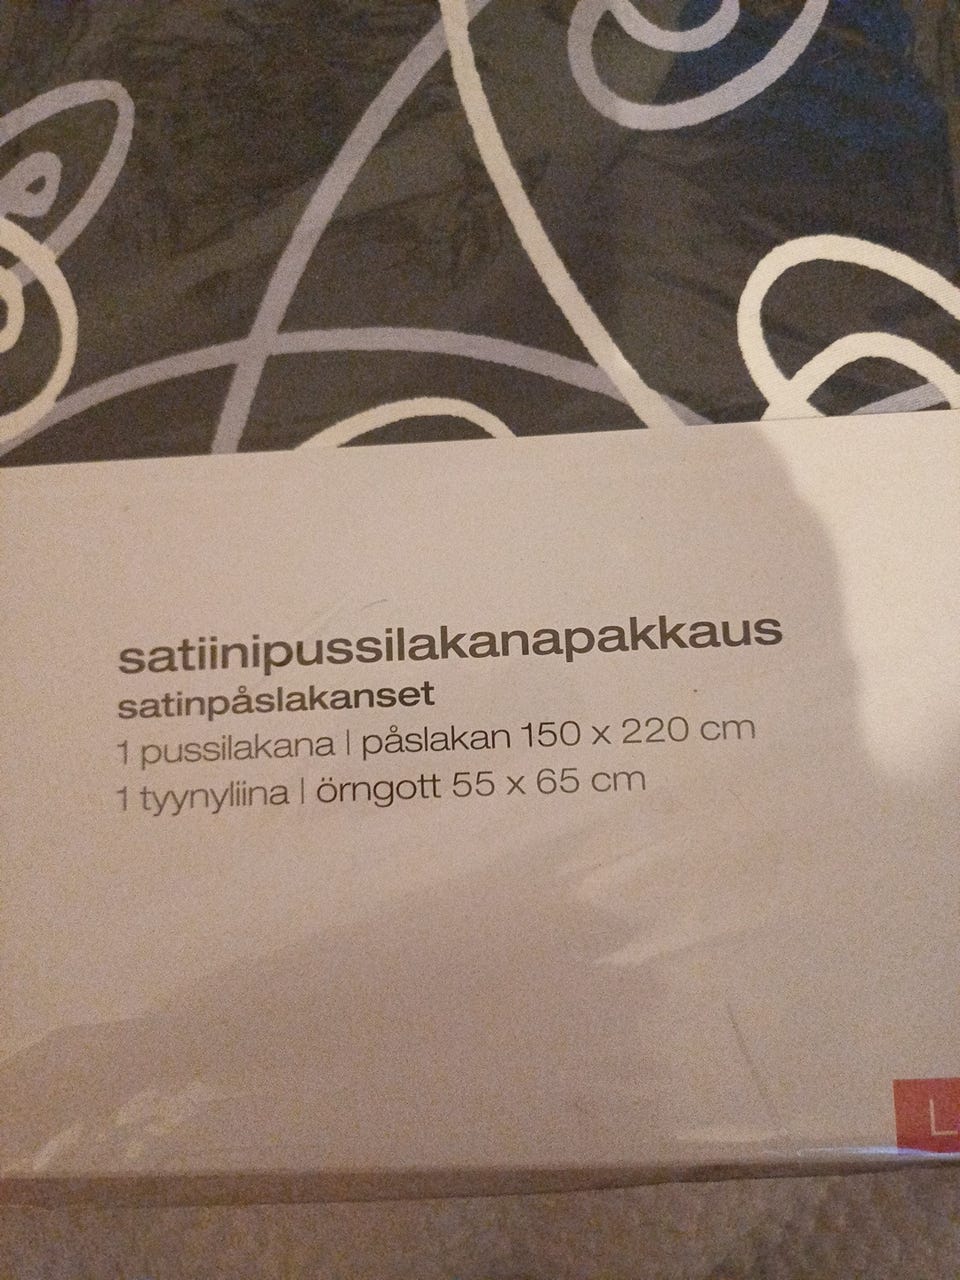 satiinipussilakanapakkaus
satinpåslakanset
1 pussilakana | påslakan 150 x 220 cm
1 tyynyliina | örngott 55 x 65 cm
L